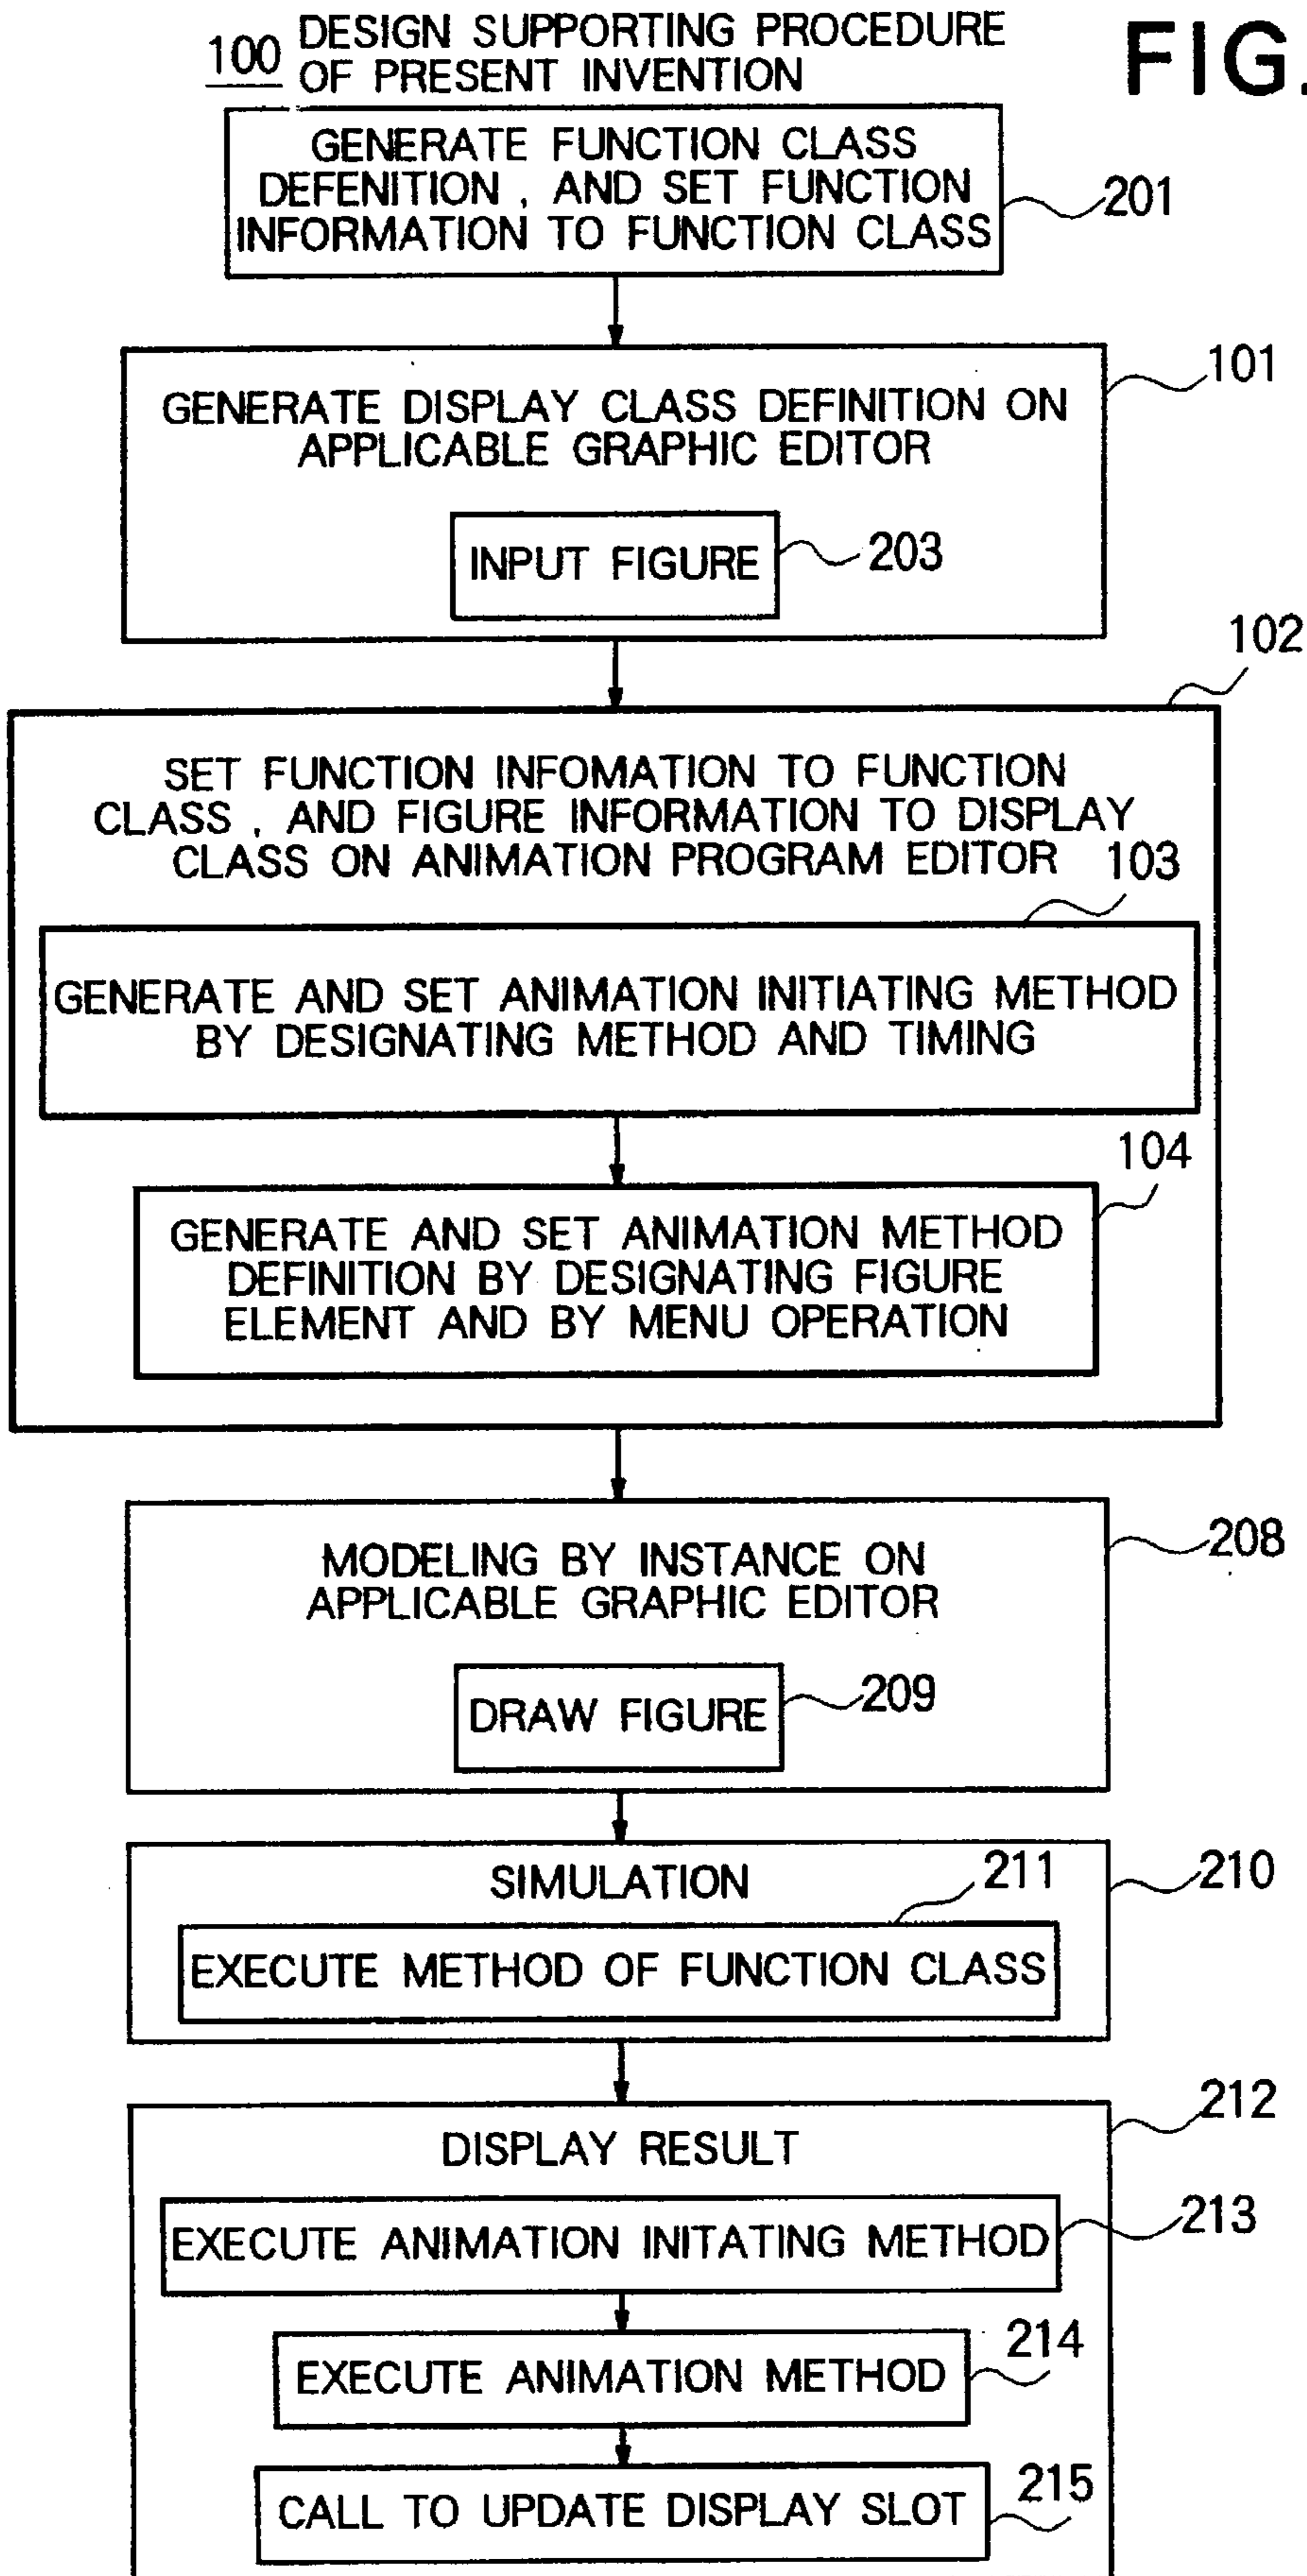 100 DESIGN SUPPORTING PROCEDURE
OF PRESENT INVENTION
FIG.
GENERATE FUNCTION CLASS
DEFENITION , AND SET FUNCTION
INFORMATION TO FUNCTION CLASS
201
101
GENERATE DISPLAY CLASS DEFINITION ON
APPLICABLE GRAPHIC EDITOR
INPUT FIGURE
203
102
SET FUNCTION INFOMATION TO FUNCTION
CLASS , AND FIGURE INFORMATION TO DISPLAY
CLASS ON ANIMATION PROGRAM EDITOR
103
GENERATE AND SET ANIMATION INITIATING METHOD
BY DESIGNATING METHOD AND TIMING
104
GENERATE AND SET ANIMATION METHOD
DEFINITION BY DESIGNATING FIGURE
ELEMENT AND BY MENU OPERATION
208
MODELING BY INSTANCE ON
APPLICABLE GRAPHIC EDITOR
DRAW FIGURE
209
SIMULATION
211
210
EXECUTE METHOD OF FUNCTION CLASS
212
DISPLAY RESULT
EXECUTE ANIMATION INITATING METHOD
213
214
EXECUTE ANIMATION METHOD
215
CALL TO UPDATE DISPLAY SLOT